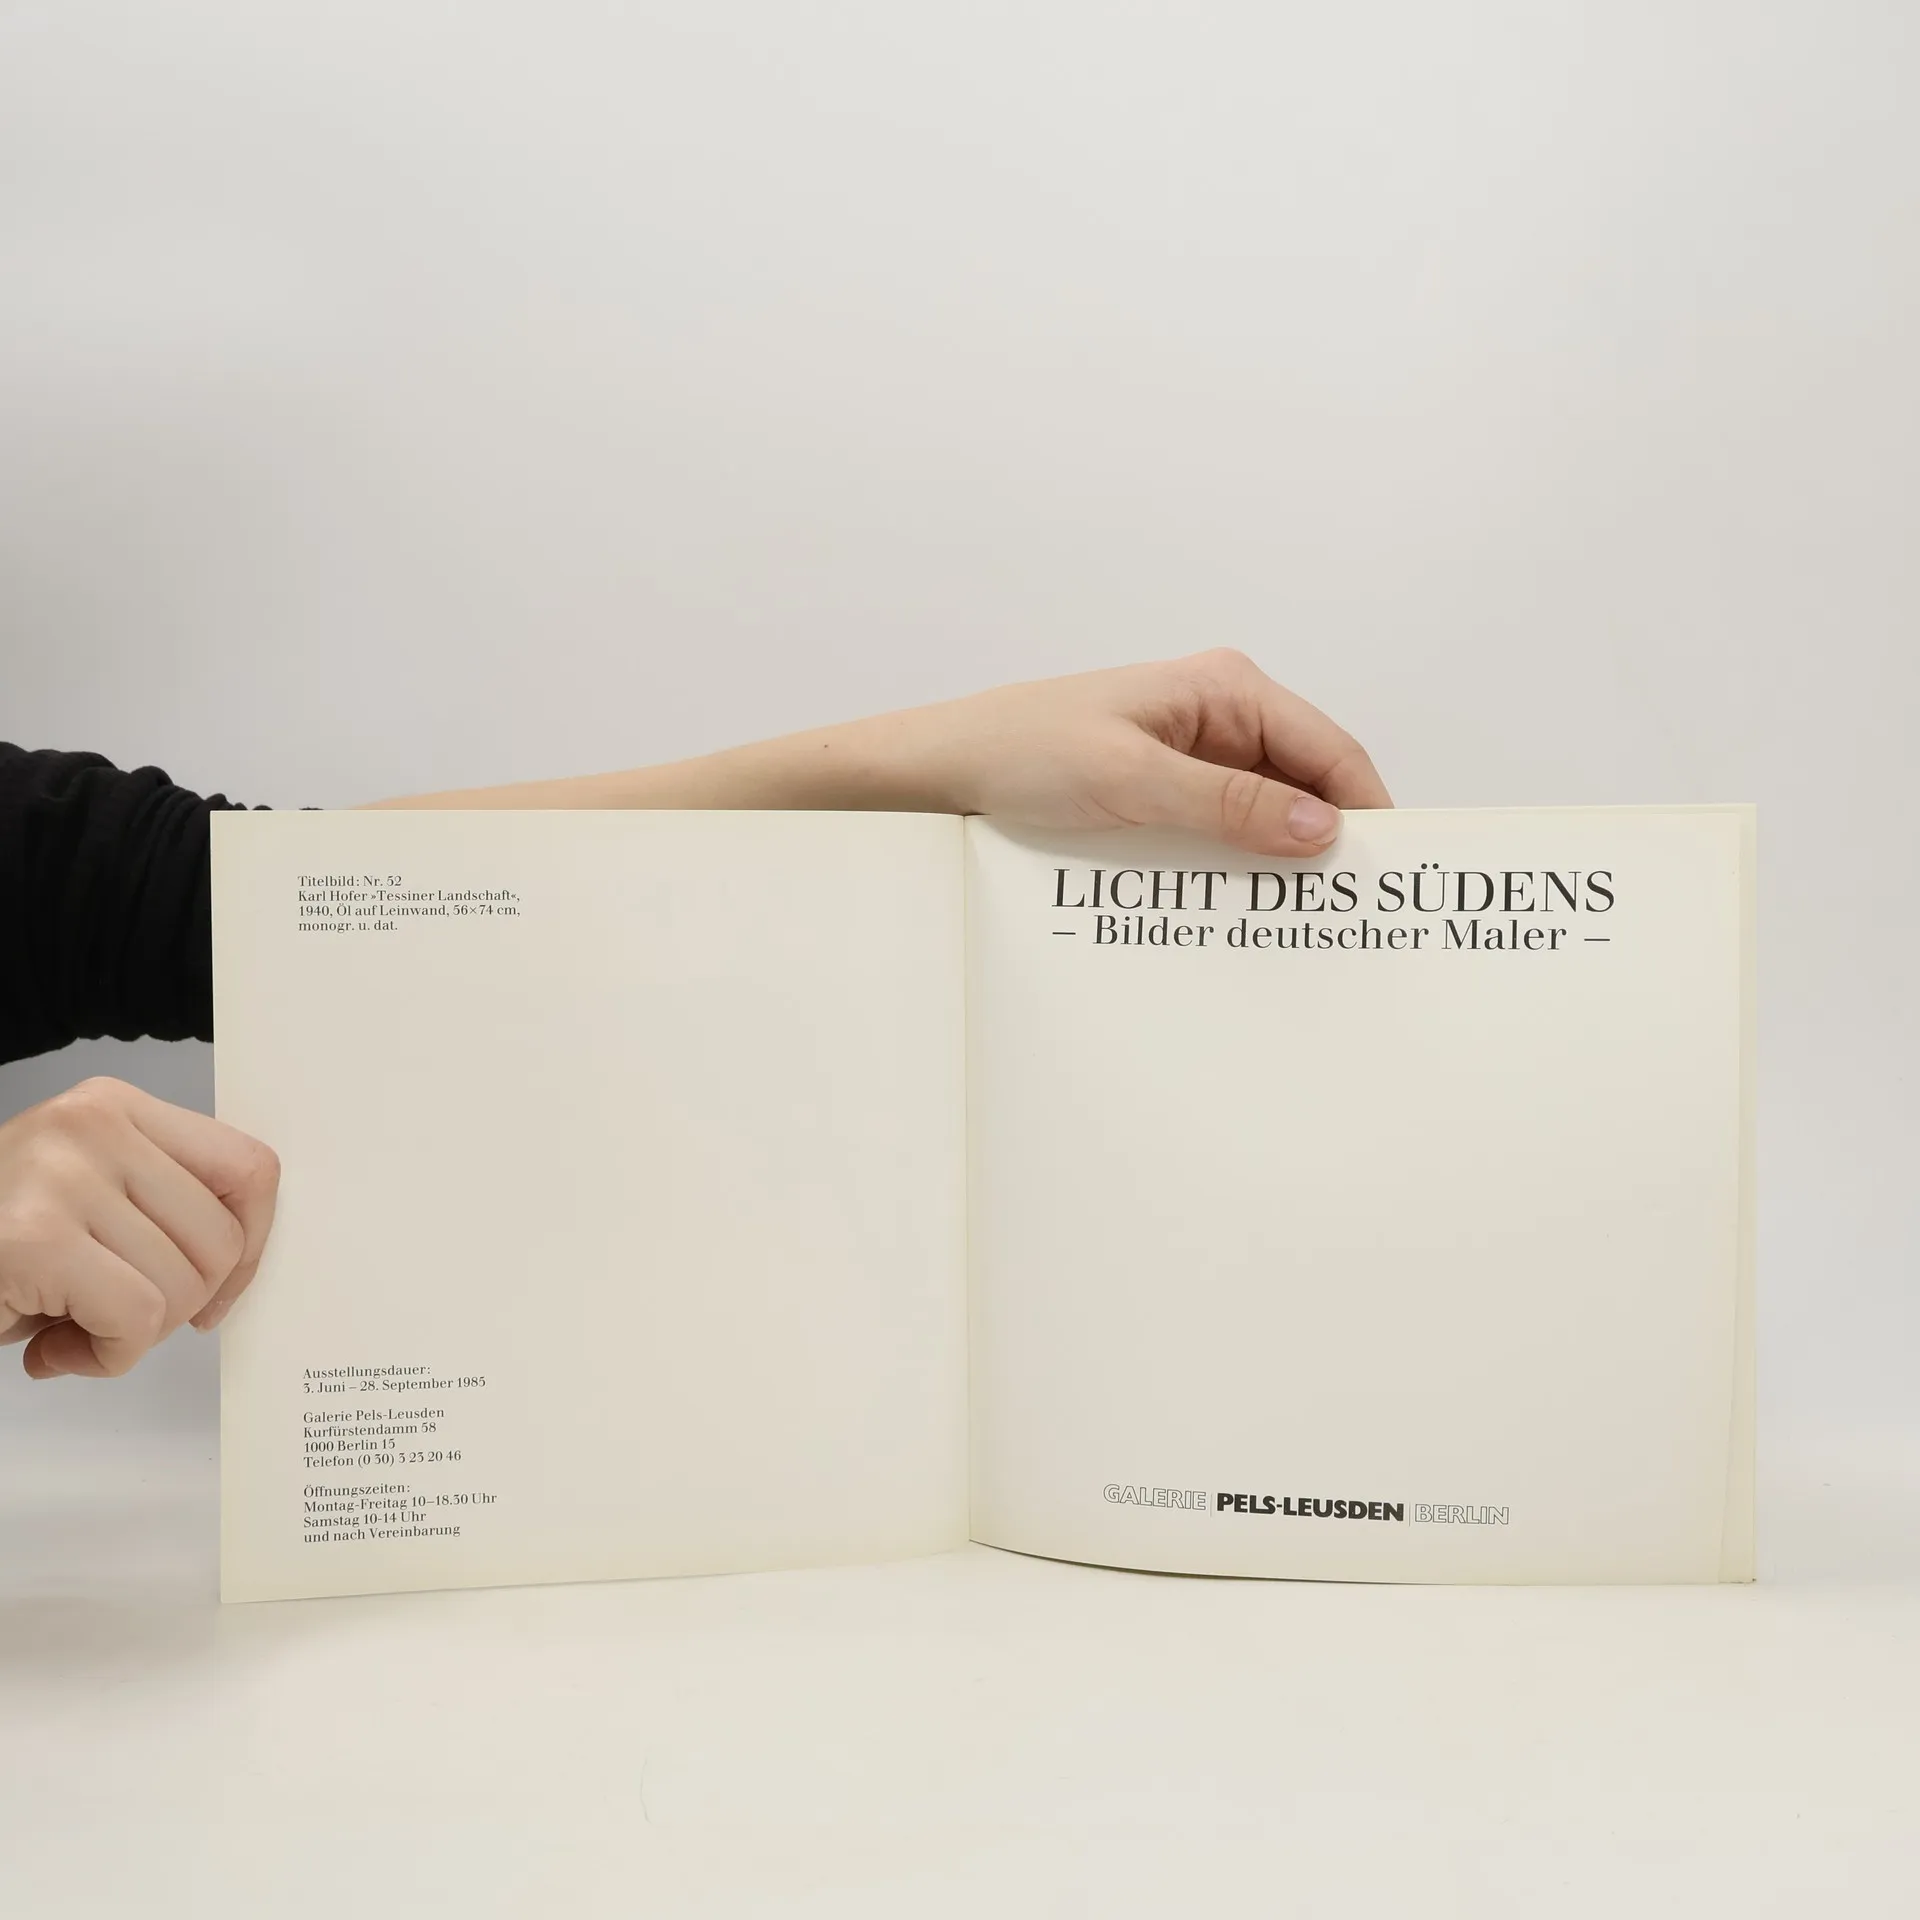 Titelbild: Nr. 52
Karl Hofer »Tessiner Landschaft«,
1940, Öl auf Leinwand, 56×74 cm,
monogr. u. dat.
Ausstellungsdauer:
3. Juni – 28. September 1985
Galerie Pels-Leusden
Kurfürstendamm 58
1000 Berlin 15
Telefon (0 30) 3 23 20 46
Öffnungszeiten:
Montag-Freitag 10–18.30 Uhr
Samstag 10-14 Uhr
und nach Vereinbarung
LICHT DES SÜDENS
– Bilder deutscher Maler –
GALERIE PELS-LEUSDEN BERLIN